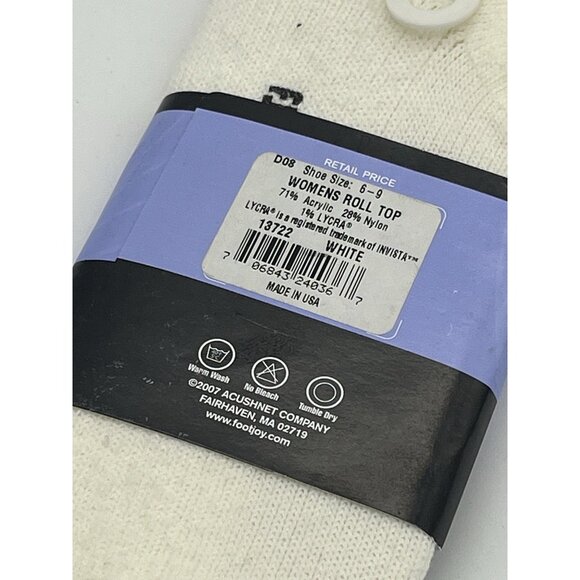 RETAIL PRICE
D08 Shoe Size: 6-9
WOMENS ROLL TOP
71% Acrylic 28% Nylon
1% LYCRA®
LYCRA® is a registered trademark of INVISTA™
13722 WHITE
7 06843 24036 7
MADE IN USA
Warm Wash No Bleach Tumble Dry
©2007 ACUSHNET COMPANY
FAIRHAVEN, MA 02719
www.footjoy.com